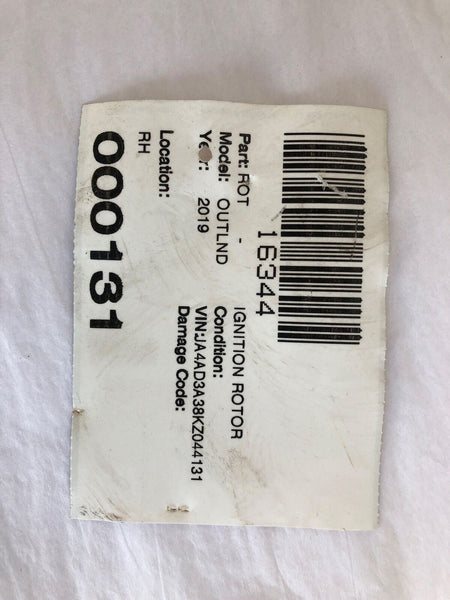 16344
Part: ROT - IGNITION ROTOR
Model: OUTLND Condition:
Year: 2019 VIN:JA4AD3A38KZ044131
Damage Code:
Location:
RH
000131